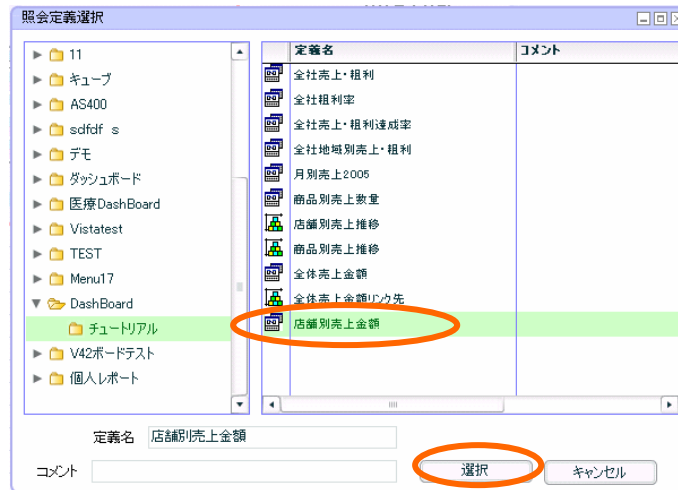 照会定義選択
11
キューブ
AS400
sdfdf s
デモ
ダッシュボード
医療DashBoard
Vistatest
TEST
Menu17
DashBoard
チュートリアル
V42ボードテスト
個人レポート
定義名 コメント
全社売上・粗利
全社粗利率
全社売上・粗利達成率
全社地域別売上・粗利
月別売上2005
商品別売上数量
店舗別売上推移
商品別売上推移
全体売上金額
全体売上金額リンク先
店舗別売上金額
定義名 店舗別売上金額
コメント 選択 キャンセル